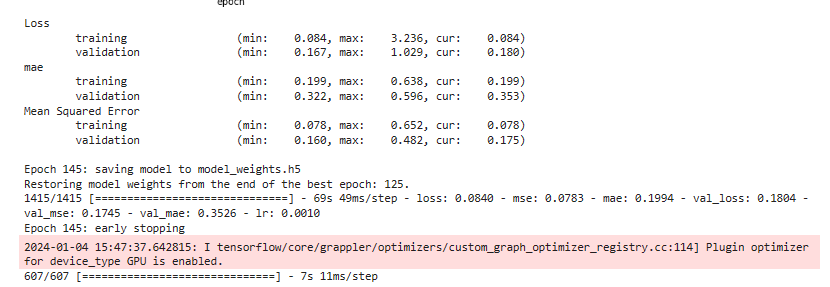 epoch
Loss
training (min: 0.084, max: 3.236, cur: 0.084)
validation (min: 0.167, max: 1.029, cur: 0.180)
mae
training (min: 0.199, max: 0.638, cur: 0.199)
validation (min: 0.322, max: 0.596, cur: 0.353)
Mean Squared Error
training (min: 0.078, max: 0.652, cur: 0.078)
validation (min: 0.160, max: 0.482, cur: 0.175)
Epoch 145: saving model to model_weights.h5
Restoring model weights from the end of the best epoch: 125.
1415/1415 [==============================] - 69s 49ms/step - loss: 0.0840 - mse: 0.0783 - mae: 0.1994 - val_loss: 0.1804 -
val_mse: 0.1745 - val_mae: 0.3526 - lr: 0.0010
Epoch 145: early stopping
2024-01-04 15:47:37.642815: I tensorflow/core/grappler/optimizers/custom_graph_optimizer_registry.cc:114] Plugin optimizer
for device_type GPU is enabled.
607/607 [==============================] - 7s 11ms/step